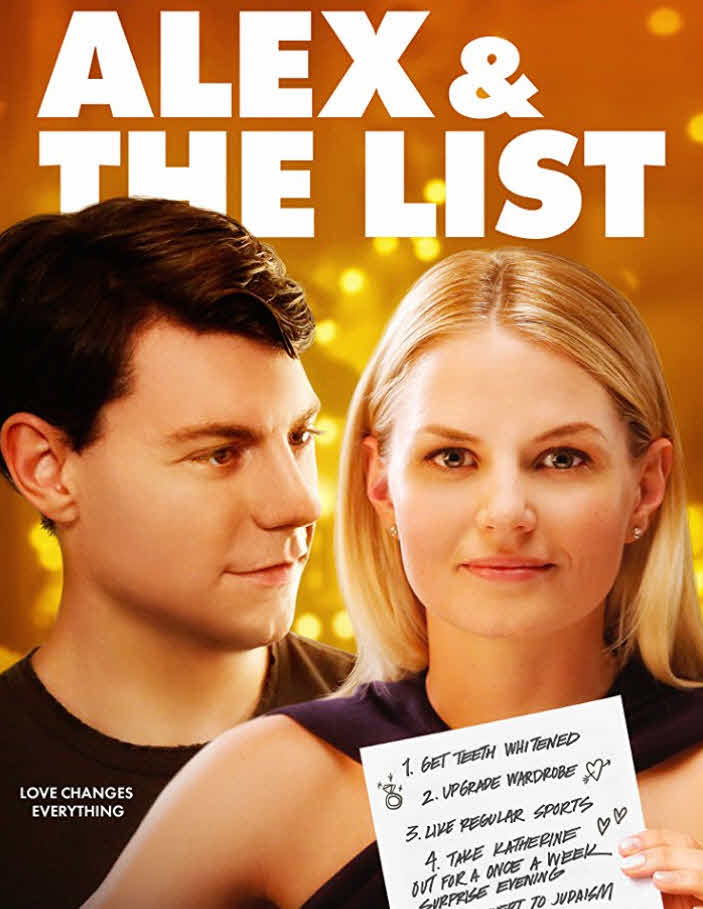 ALEX &
THE LIST
LOVE CHANGES
EVERYTHING
1. GET TEETH WHITENED
2. UPGRADE WARDROBE
3. LIKE REGULAR SPORTS
4. TAKE KATHERINE
OUT FOR A ONCE A WEEK
SURPRISE EVENING
TO JUDAISM